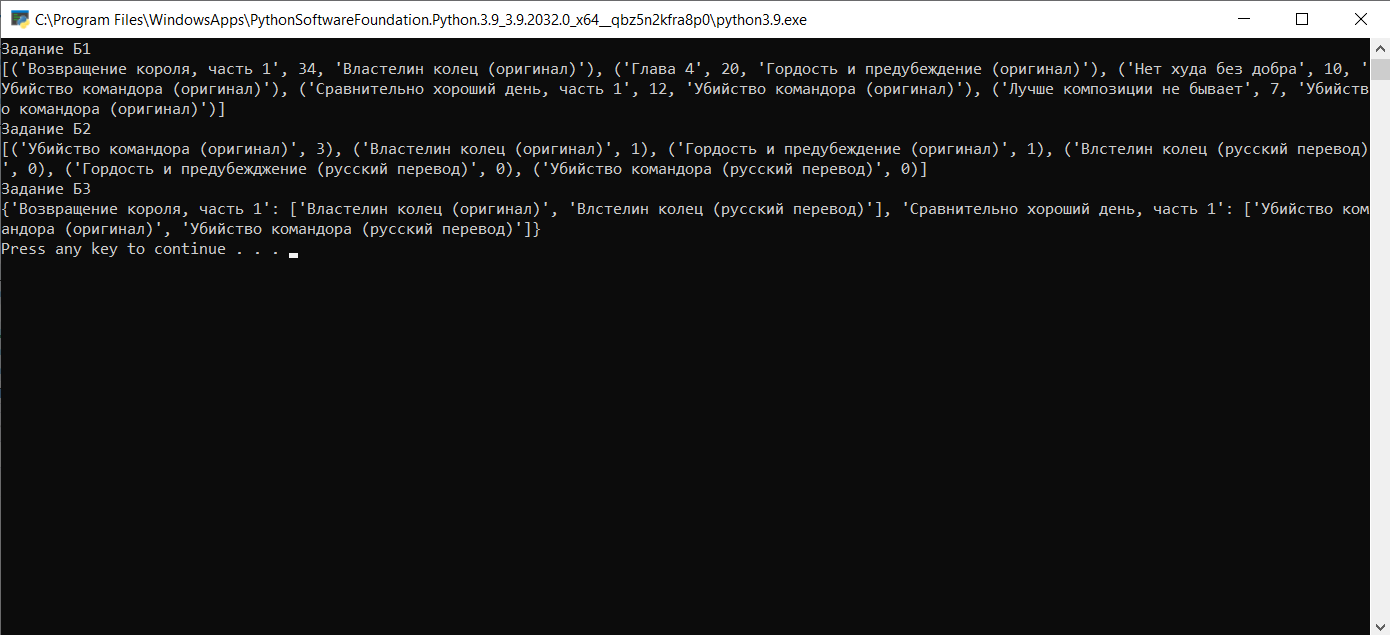 C:\Program Files\WindowsApps\PythonSoftwareFoundation.Python.3.9_3.9.2032.0_x64__qbz5n2kfra8p0\python3.9.exe
Задание Б1
[('Возвращение короля, часть 1', 34, 'Властелин колец (оригинал)'), ('Глава 4', 20, 'Гордость и предубеждение (оригинал)'), ('Нет худа без добра', 10, '
Убийство командора (оригинал)'), ('Сравнительно хороший день, часть 1', 12, 'Убийство командора (оригинал)'), ('Лучше композиции не бывает', 7, 'Убийств
о командора (оригинал)')]
Задание Б2
[('Убийство командора (оригинал)', 3), ('Властелин колец (оригинал)', 1), ('Гордость и предубеждение (оригинал)', 1), ('Влстелин колец (русский перевод)
', 0), ('Гордость и предубежджение (русский перевод)', 0), ('Убийство командора (русский перевод)', 0)]
Задание Б3
{'Возвращение короля, часть 1': ['Властелин колец (оригинал)', 'Влстелин колец (русский перевод)'], 'Сравнительно хороший день, часть 1': ['Убийство ком
андора (оригинал)', 'Убийство командора (русский перевод)']}
Press any key to continue . . .